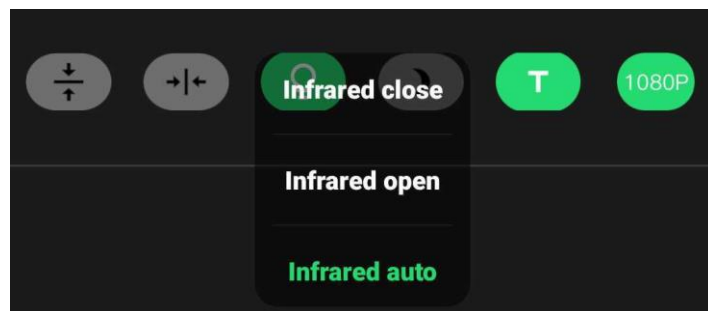 T
1080P
Infrared close
Infrared open
Infrared auto